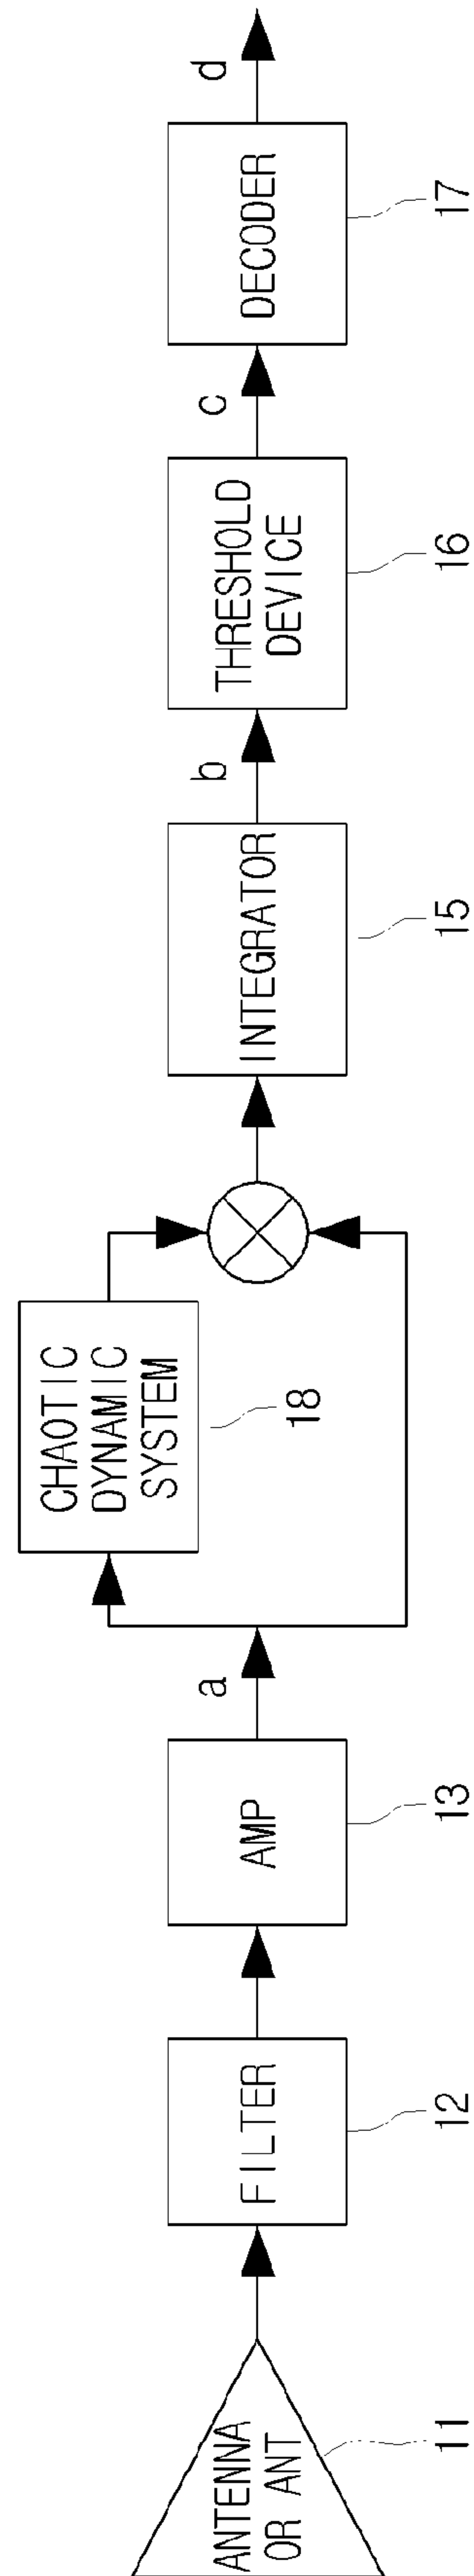 ANTENNA
OR ANT
11
FILTER
12
AMP
13
a
CHAOTIC
DYNAMIC
SYSTEM
18
INTEGRATOR
15
b
THRESHOLD
DEVICE
16
c
DECODER
17
d